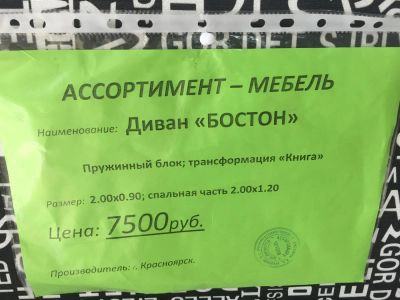 АССОРТИМЕНТ – МЕБЕЛЬ
Наименование: Диван «БОСТОН»
Пружинный блок; трансформация «Книга»
Размер: 2.00х0.90; спальная часть 2.00х1.20
Цена: 7500руб.
Производитель: г. Красноярск.